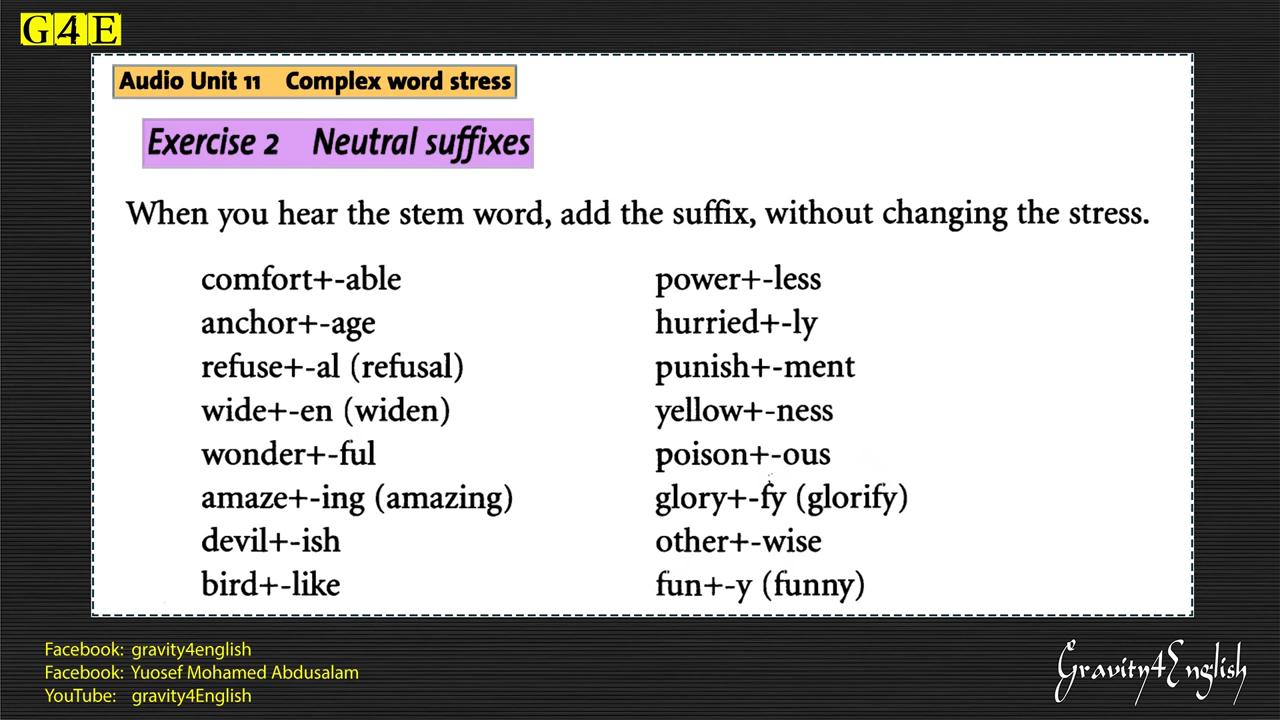 G4E
Audio Unit 11 Complex word stress
Exercise 2 Neutral suffixes
When you hear the stem word, add the suffix, without changing the stress.
comfort+-able
anchor+-age
refuse+-al (refusal)
wide+-en (widen)
wonder+-ful
amaze+-ing (amazing)
devil+-ish
bird+-like
power+-less
hurried+-ly
punish+-ment
yellow+-ness
poison+-ous
glory+-fy (glorify)
other+-wise
fun+-y (funny)
Facebook: gravity4english
Facebook: Yuosef Mohamed Abdusalam
YouTube: gravity4English
Gravity4English